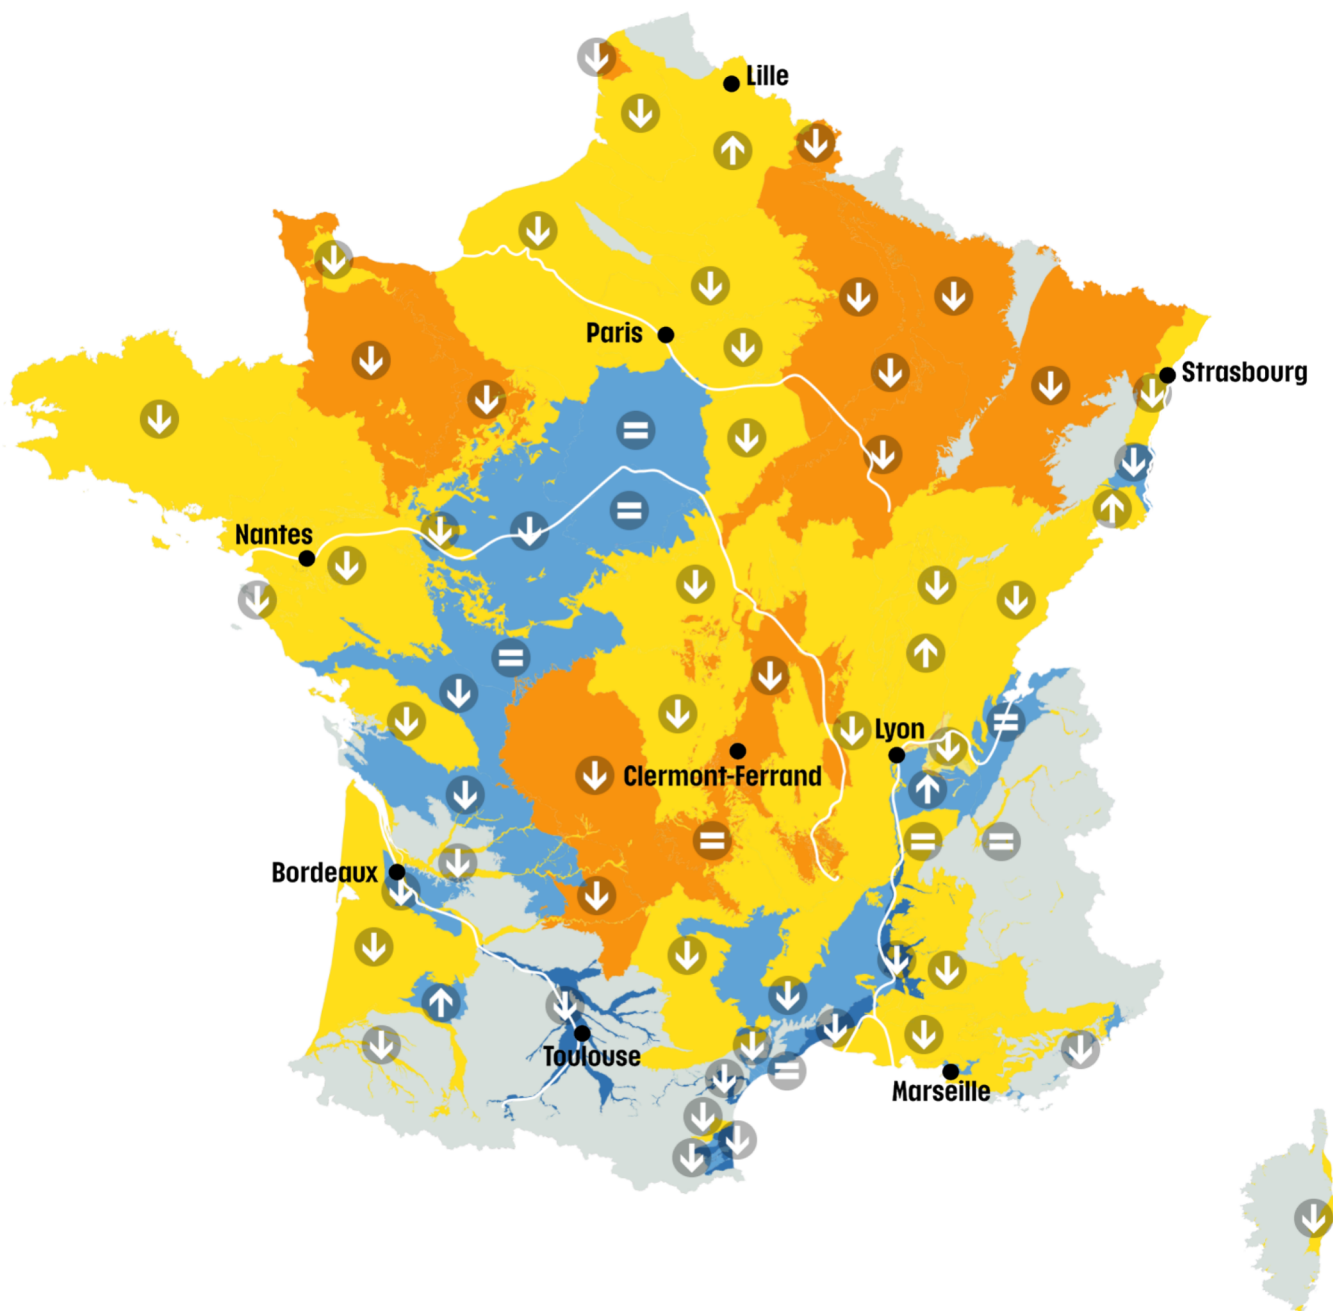 Lille
Paris
Strasbourg
Nantes
Lyon
Clermont-Ferrand
Bordeaux
Toulouse
Marseille